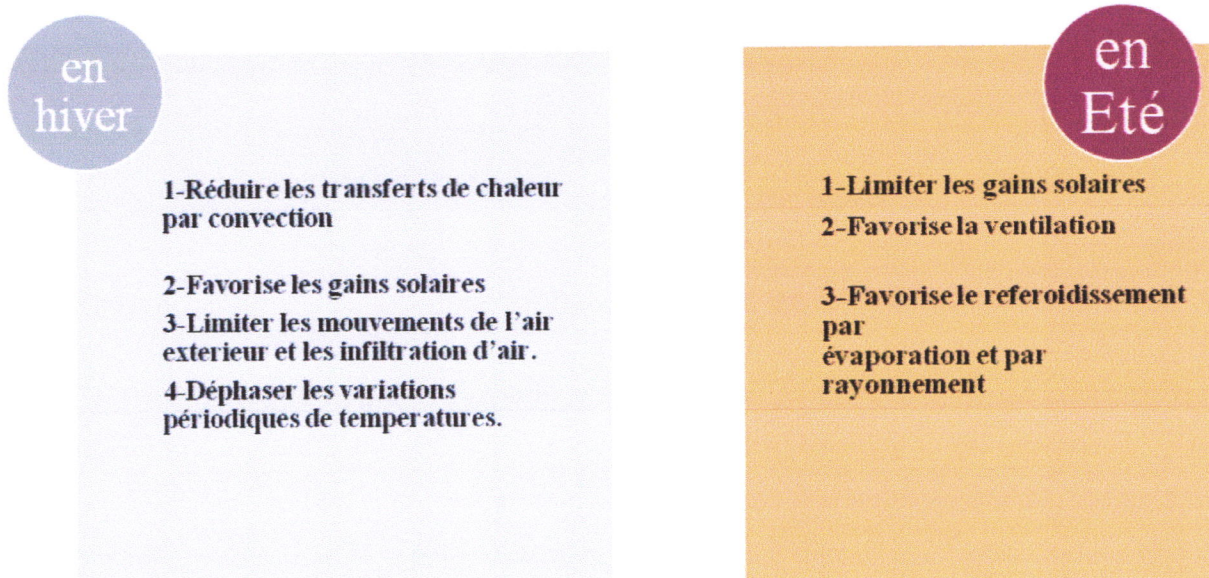 en
hiver
1-Réduire les transferts de chaleur
par convection
2-Favorise les gains solaires
3-Limiter les mouvements de l'air
exterieur et les infiltration d'air.
4-Déphaser les variations
périodiques de temperatures.
en
Eté
1-Limiter les gains solaires
2-Favorise la ventilation
3-Favorise le referoidissement
par
évaporation et par
rayonnement